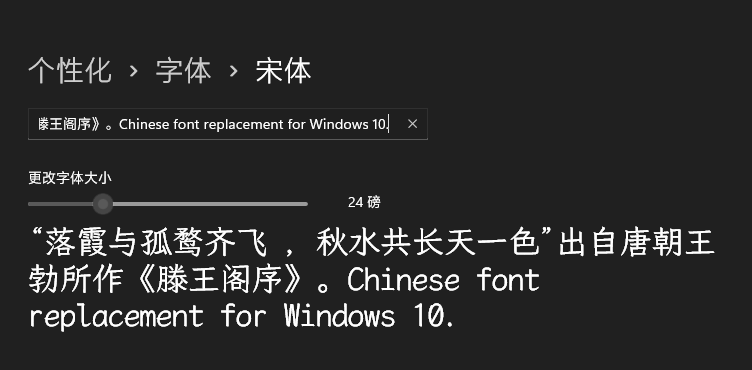 个性化 › 字体 › 宋体
滕王阁序》。Chinese font replacement for Windows 10.
更改字体大小
24 磅
“落霞与孤鹜齐飞 ,秋水共长天一色”出自唐朝王
勃所作《滕王阁序》。Chinese font
replacement for Windows 10.